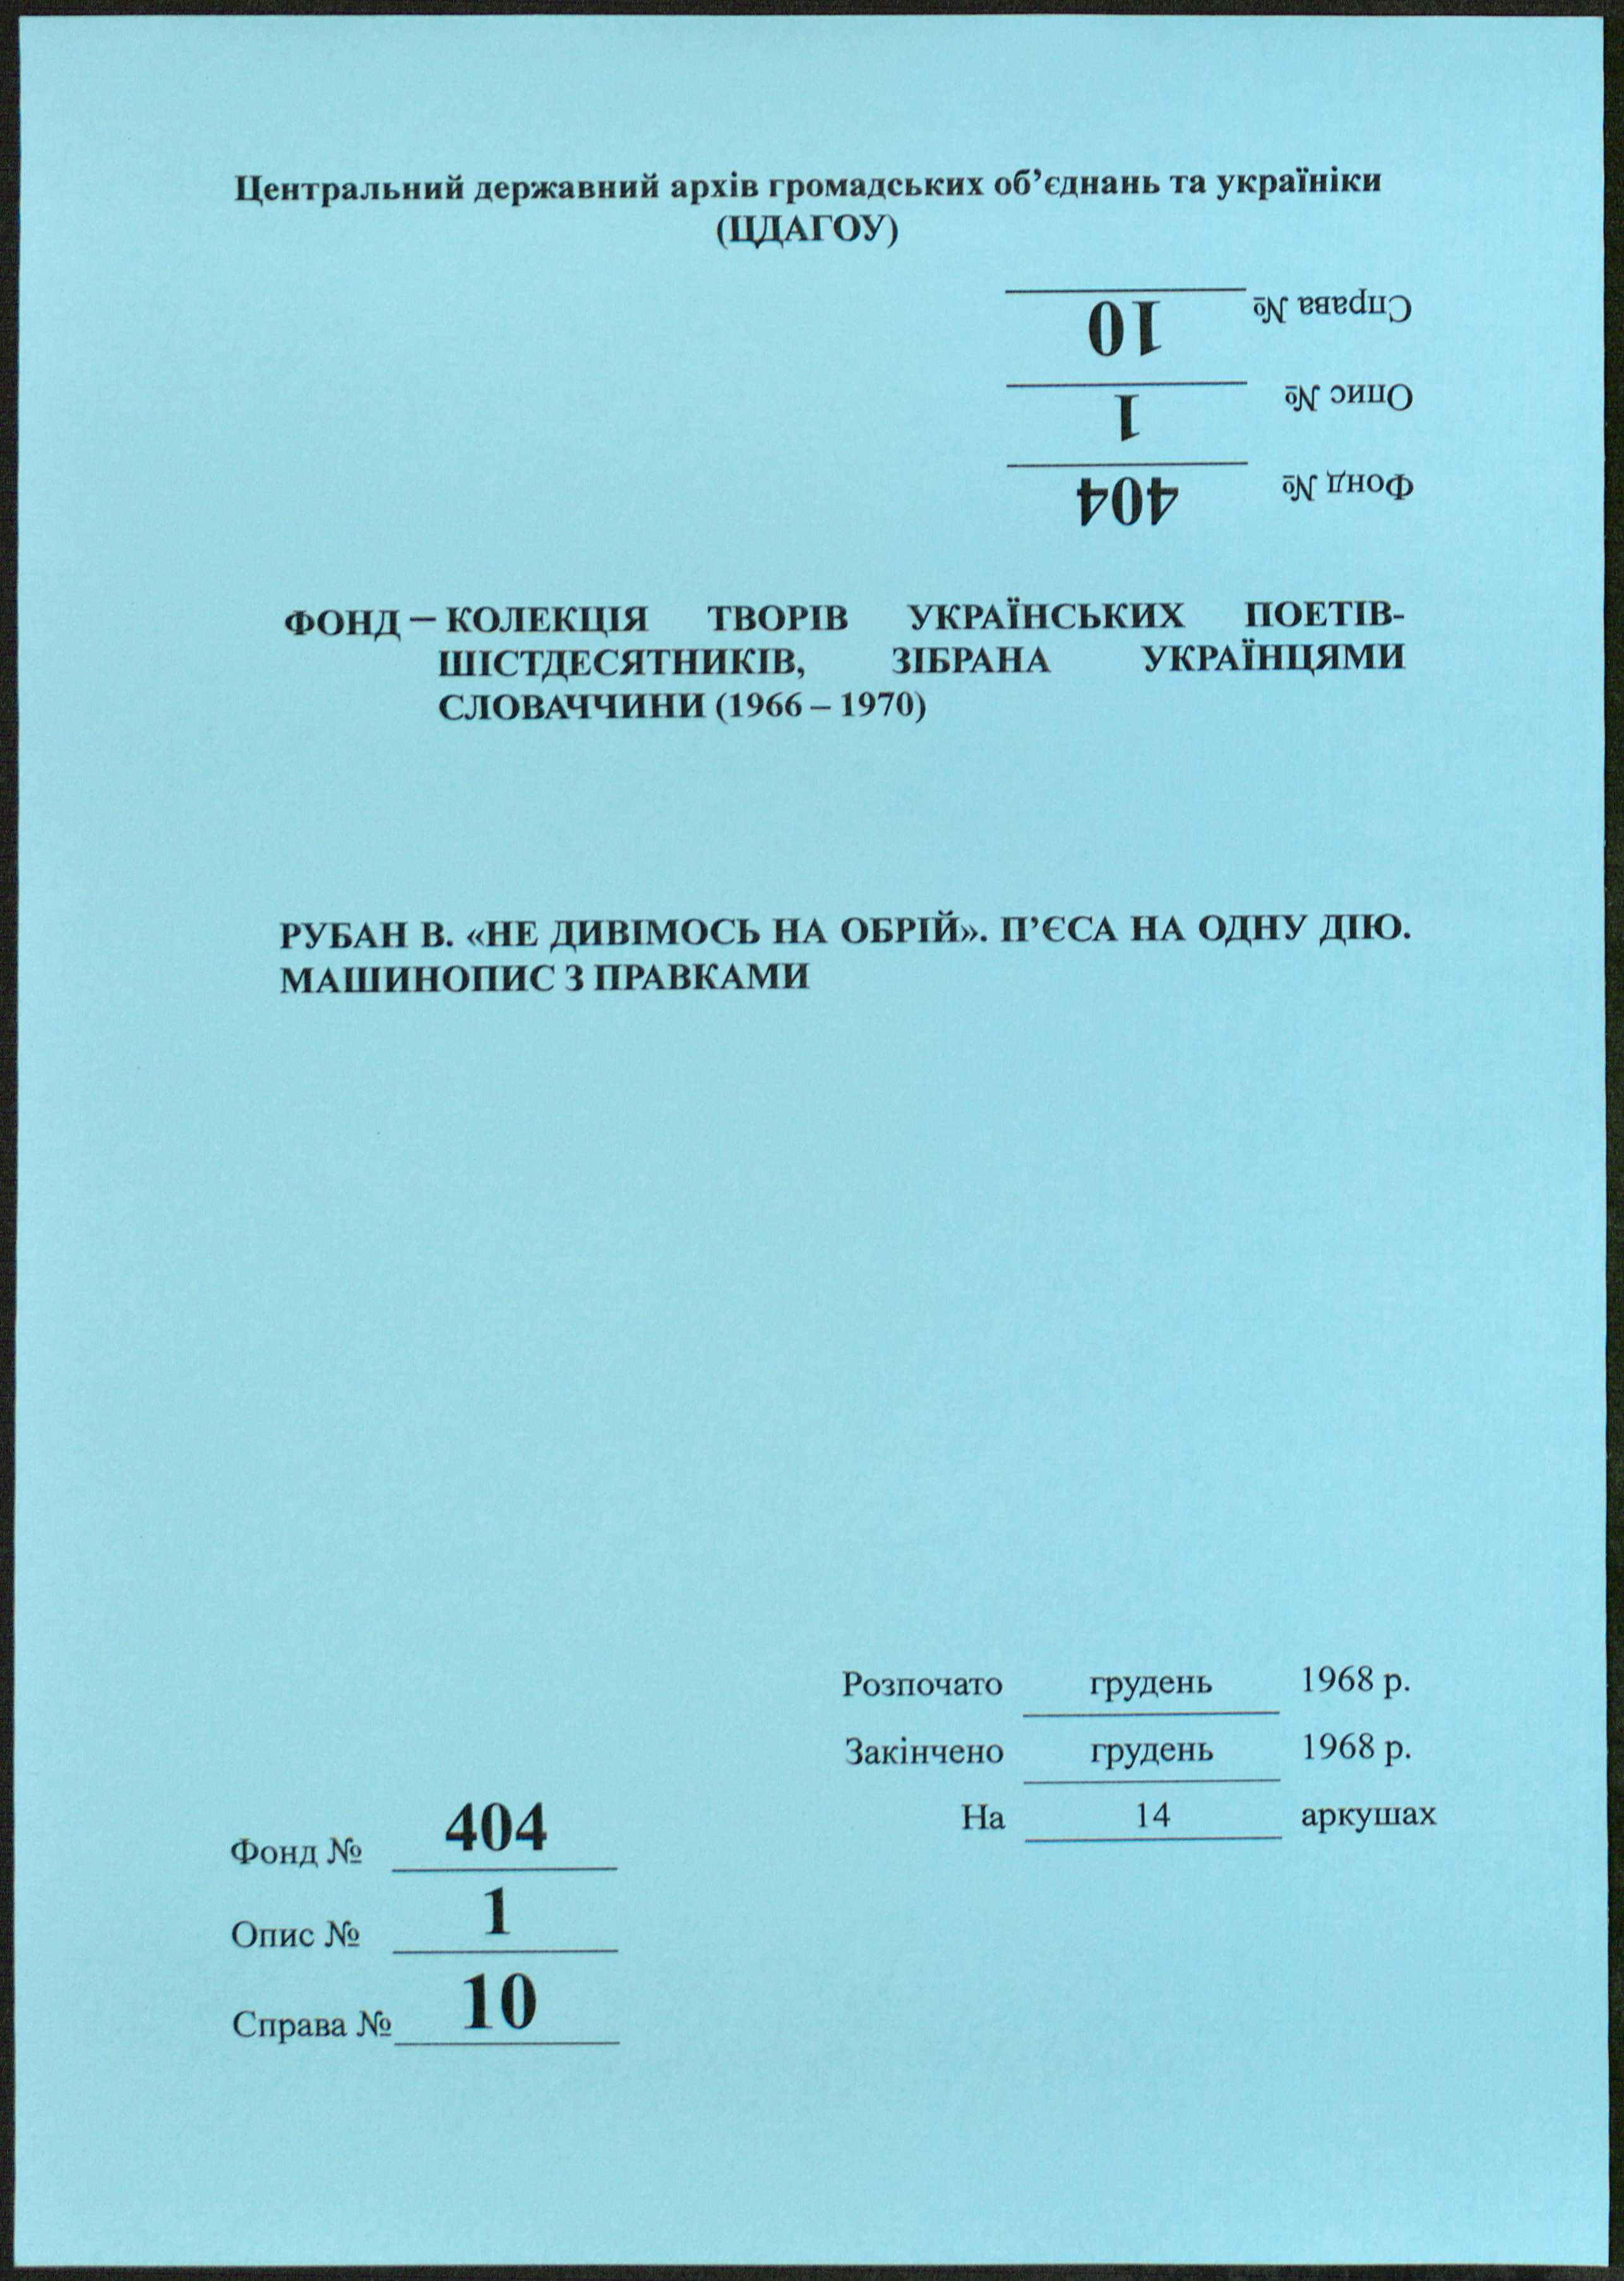 Центральний державний архів громадських об’єднань та україніки
(ЦДАГОУ)
Справа № 10
Опис № 1
Фонд № 404
ФОНД – КОЛЕКЦІЯ ТВОРІВ УКРАЇНСЬКИХ ПОЕТІВ-
ШІСТДЕСЯТНИКІВ, ЗІБРАНА УКРАЇНЦЯМИ
СЛОВАЧЧИНИ (1966 – 1970)
РУБАН В. «НЕ ДИВІМОСЬ НА ОБРІЙ». П’ЄСА НА ОДНУ ДІЮ.
МАШИНОПИС З ПРАВКАМИ
Розпочато грудень 1968 р.
Закінчено грудень 1968 р.
На 14 аркушах
Фонд № 404
Опис № 1
Справа № 10